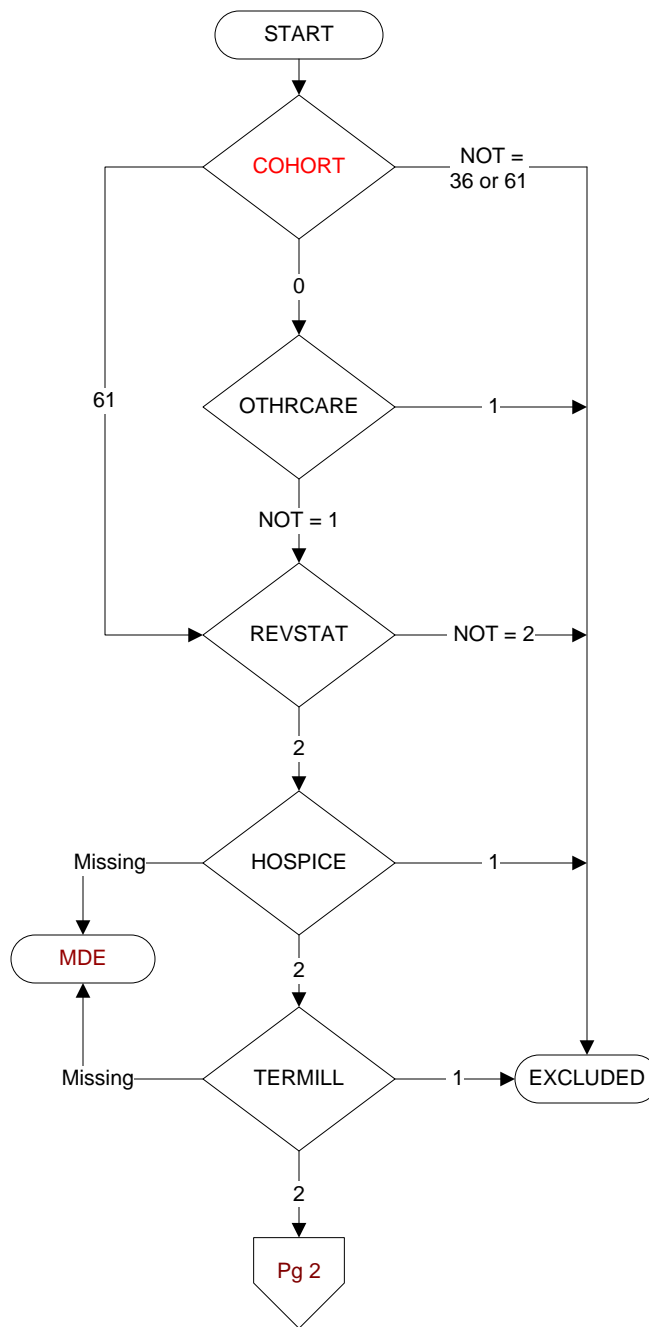 START
COHORT
NOT =
36 or 61
0
61
OTHRCARE
1
NOT = 1
REVSTAT
NOT = 2
2
Missing
HOSPICE
1
MDE
2
Missing
TERMILL
1
EXCLUDED
2
Pg 2